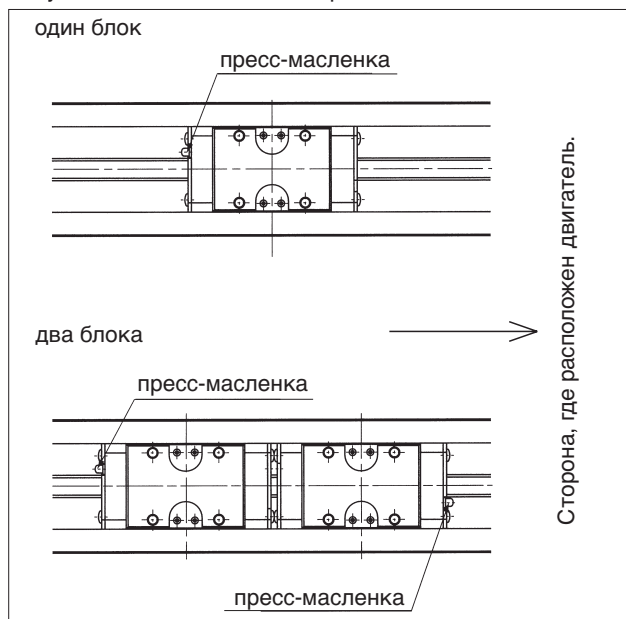 один блок
пресс-масленка
Сторона, где расположен двигатель.
два блока
пресс-масленка
пресс-масленка